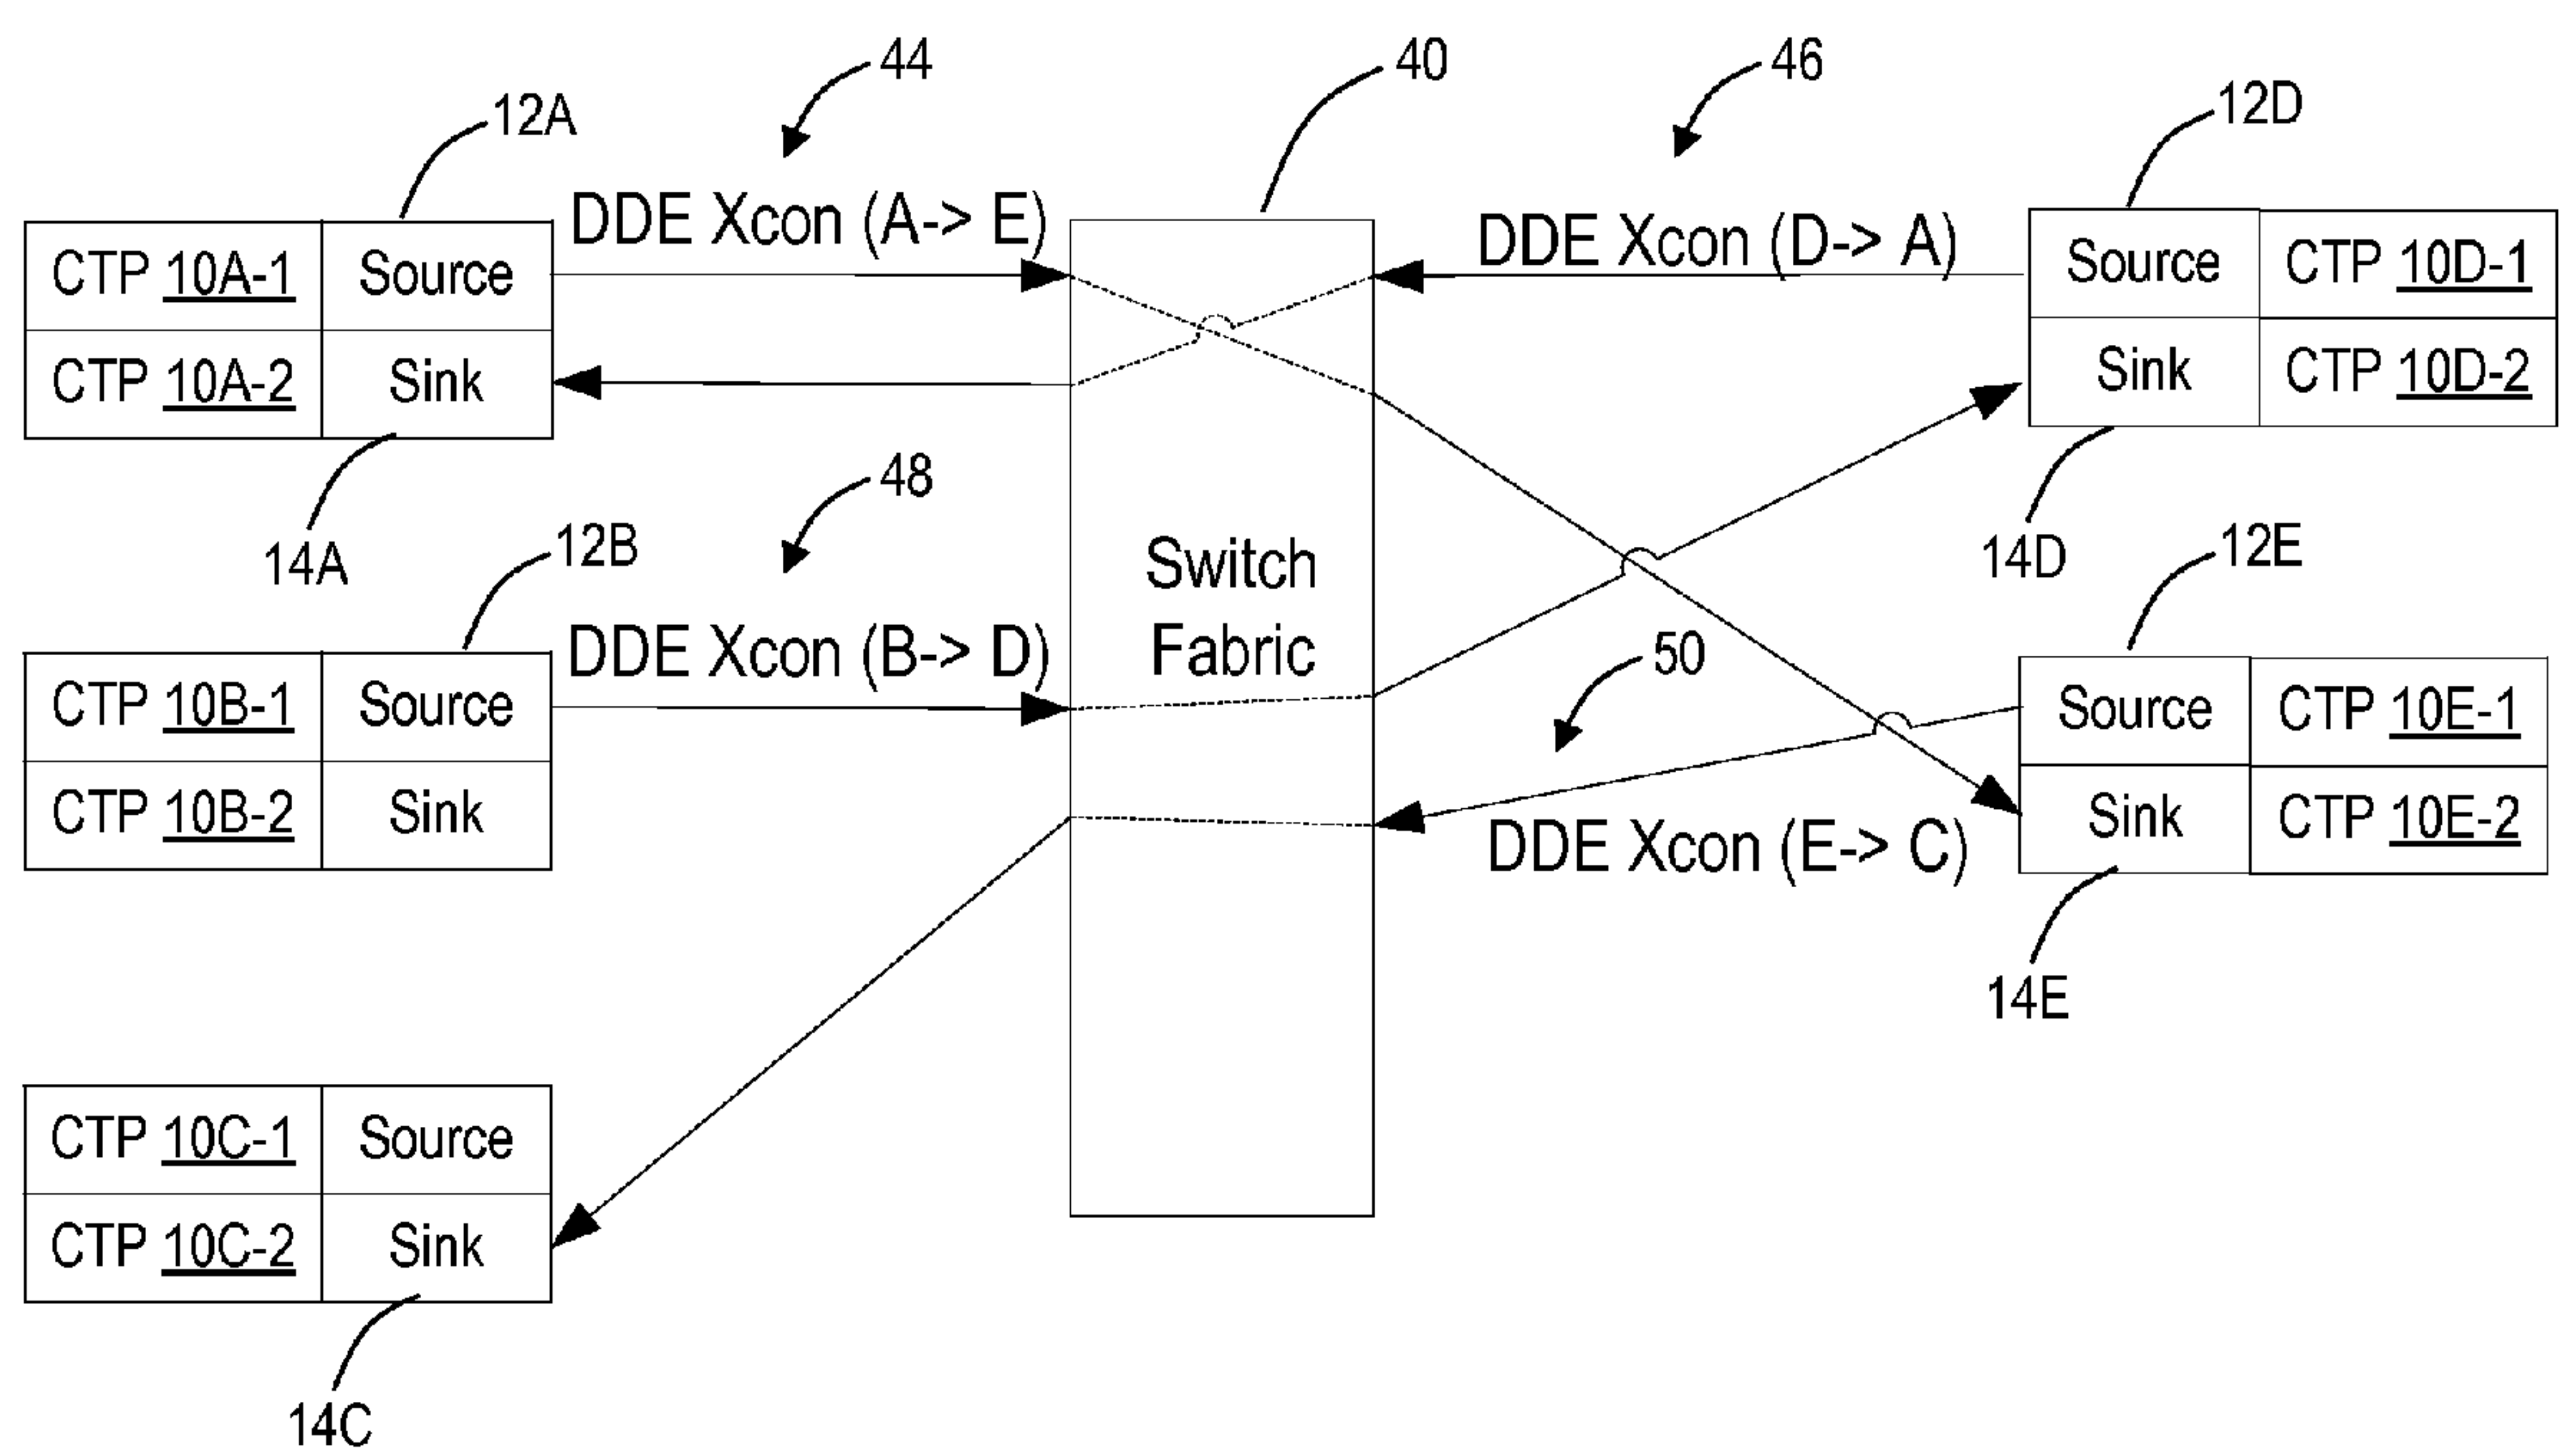 44
40
46
12A
12D
DDE Xcon (A-> E)
DDE Xcon (D-> A)
CTP 10A-1 Source
Source CTP 10D-1
CTP 10A-2 Sink
Sink CTP 10D-2
48
14A
12B
14D
12E
Switch
Fabric
DDE Xcon (B-> D)
50
CTP 10B-1 Source
Source CTP 10E-1
CTP 10B-2 Sink
Sink CTP 10E-2
DDE Xcon (E-> C)
14E
CTP 10C-1 Source
CTP 10C-2 Sink
14C